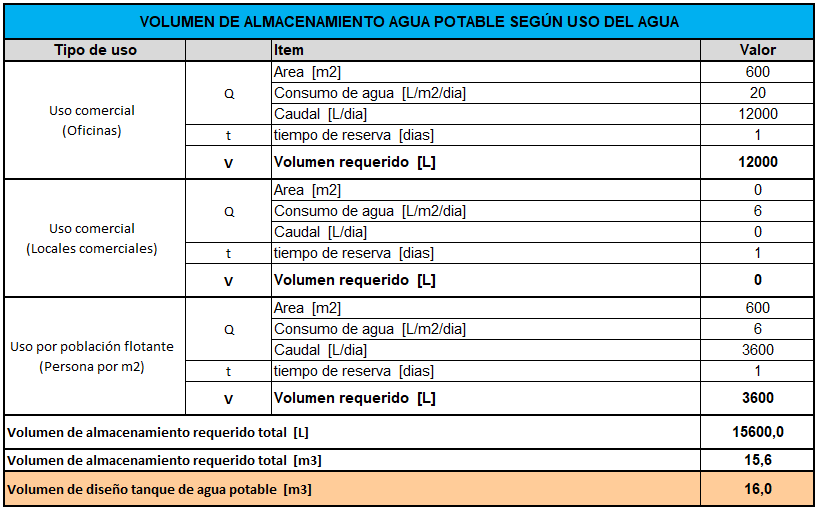 VOLUMEN DE ALMACENAMIENTO AGUA POTABLE SEGÚN USO DEL AGUA
Tipo de uso Item Valor
Uso comercial
(Oficinas)
Q
Area [m2] 600
Consumo de agua [L/m2/dia] 20
Caudal [L/dia] 12000
t tiempo de reserva [dias] 1
V Volumen requerido [L] 12000
Uso comercial
(Locales comerciales)
Q
Area [m2] 0
Consumo de agua [L/m2/dia] 6
Caudal [L/dia] 0
t tiempo de reserva [dias] 1
V Volumen requerido [L] 0
Uso por población flotante
(Persona por m2)
Q
Area [m2] 600
Consumo de agua [L/m2/dia] 6
Caudal [L/dia] 3600
t tiempo de reserva [dias] 1
V Volumen requerido [L] 3600
Volumen de almacenamiento requerido total [L] 15600,0
Volumen de almacenamiento requerido total [m3] 15,6
Volumen de diseño tanque de agua potable [m3] 16,0